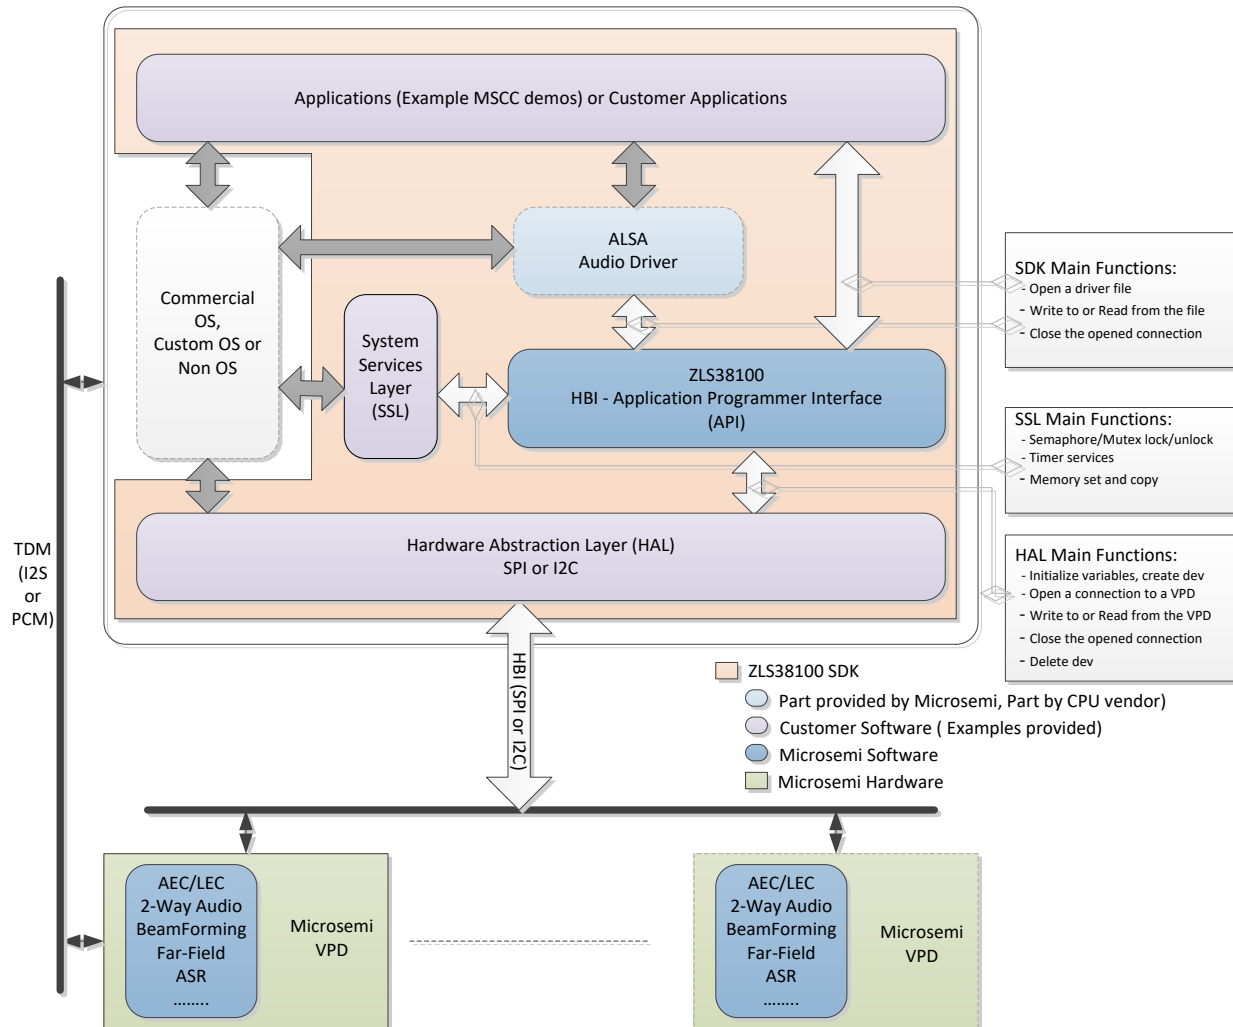 Applications (Example MSCC demos) or Customer Applications
ALSA
Audio Driver
Commercial
OS,
Custom OS or
Non OS
System
Services
Layer
(SSL)
ZLS38100
HBI - Application Programmer Interface
(API)
Hardware Abstraction Layer (HAL)
SPI or I2C
SDK Main Functions:
- Open a driver file
- Write to or Read from the file
- Close the opened connection
SSL Main Functions:
- Semaphore/Mutex lock/unlock
- Timer services
- Memory set and copy
HAL Main Functions:
- Initialize variables, create dev
- Open a connection to a VPD
- Write to or Read from the VPD
- Close the opened connection
- Delete dev
TDM
(I2S
or
PCM)
HBI (SPI or I2C)
ZLS38100 SDK
Part provided by Microsemi, Part by CPU vendor)
Customer Software ( Examples provided)
Microsemi Software
Microsemi Hardware
AEC/LEC
2-Way Audio
BeamForming
Far-Field
ASR
……..
Microsemi
VPD
AEC/LEC
2-Way Audio
BeamForming
Far-Field
ASR
……..
Microsemi
VPD